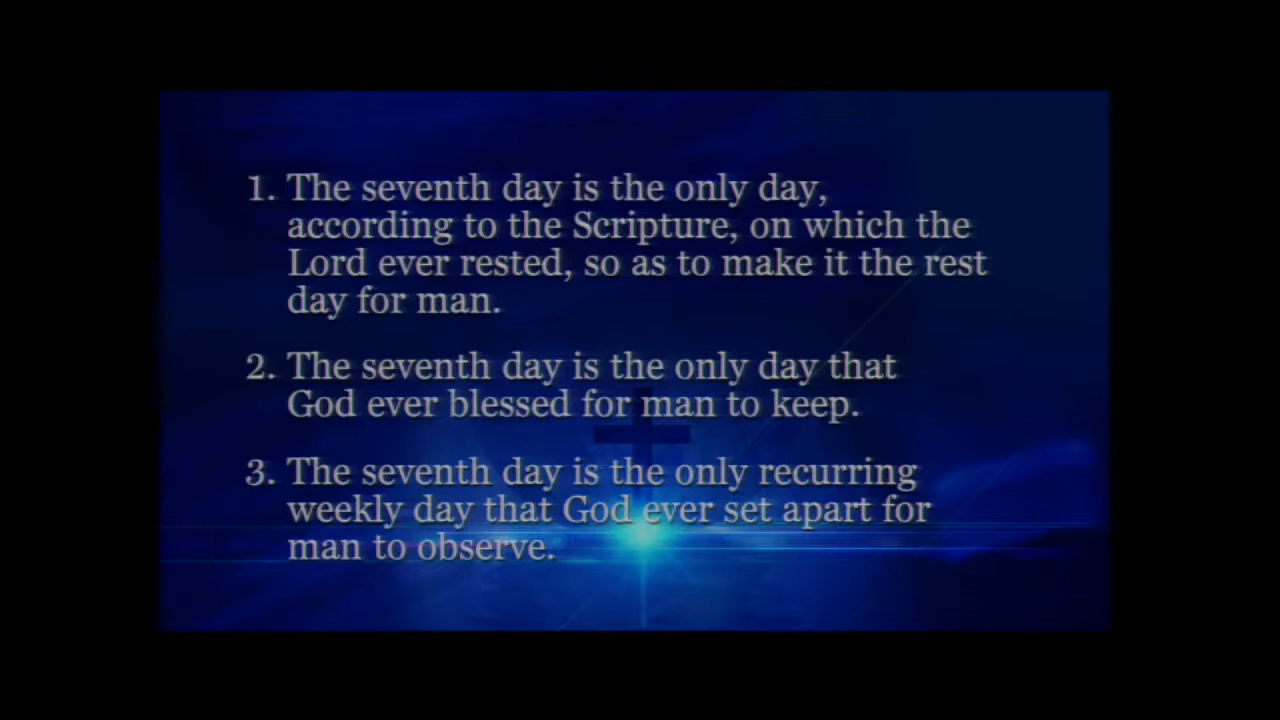 1. The seventh day is the only day,
according to the Scripture, on which the
Lord ever rested, so as to make it the rest
day for man.
2. The seventh day is the only day that
God ever blessed for man to keep.
3. The seventh day is the only recurring
weekly day that God ever set apart for
man to observe.